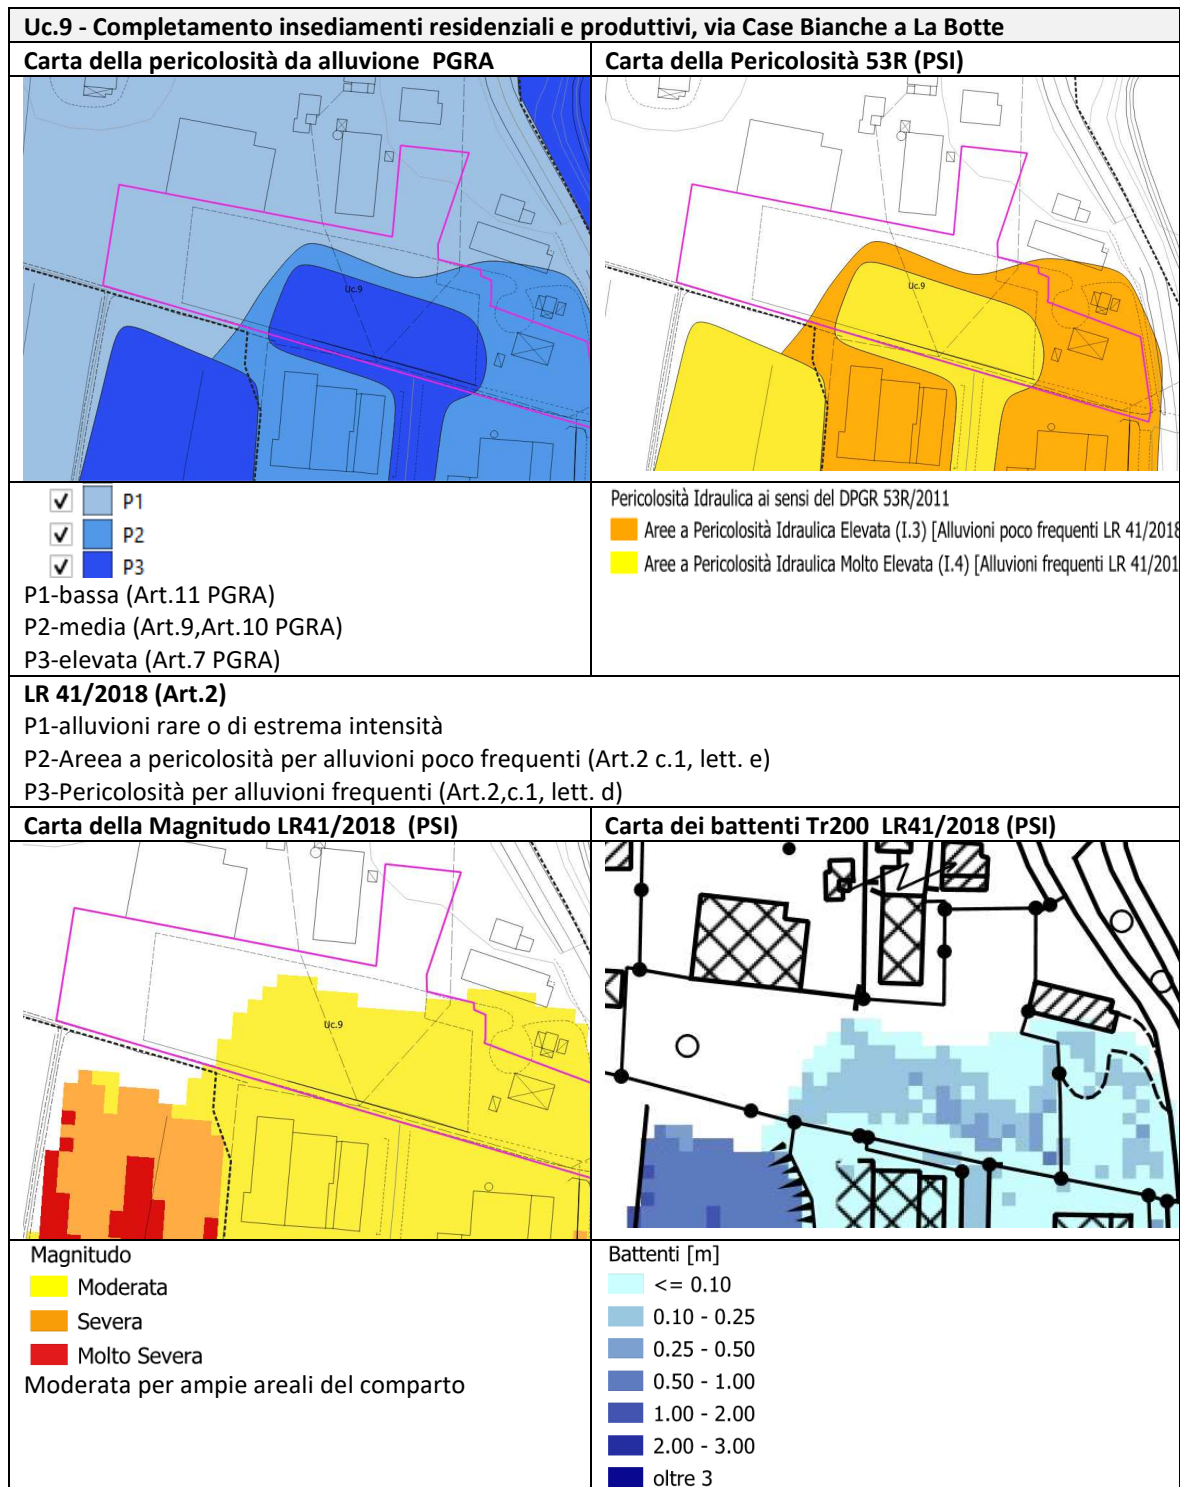 Uc.9 - Completamento insediamenti residenziali e produttivi, via Case Bianche a La Botte
Carta della pericolosità da alluvione  PGRA
Carta della Pericolosità 53R (PSI)
Uc.9
Uc.9
P1
P2
P3
P1-bassa (Art.11 PGRA)
P2-media (Art.9,Art.10 PGRA)
P3-elevata (Art.7 PGRA)
Pericolosità Idraulica ai sensi del DPGR 53R/2011
Aree a Pericolosità Idraulica Elevata (I.3) [Alluvioni poco frequenti LR 41/2018
Aree a Pericolosità Idraulica Molto Elevata (I.4) [Alluvioni frequenti LR 41/201
LR 41/2018 (Art.2)
P1-alluvioni rare o di estrema intensità
P2-Areea a pericolosità per alluvioni poco frequenti (Art.2 c.1, lett. e)
P3-Pericolosità per alluvioni frequenti (Art.2,c.1, lett. d)
Carta della Magnitudo LR41/2018  (PSI)
Carta dei battenti Tr200  LR41/2018 (PSI)
Uc.9
Magnitudo
Moderata
Severa
Molto Severa
Moderata per ampie areali del comparto
Battenti [m]
<= 0.10
0.10 - 0.25
0.25 - 0.50
0.50 - 1.00
1.00 - 2.00
2.00 - 3.00
oltre 3